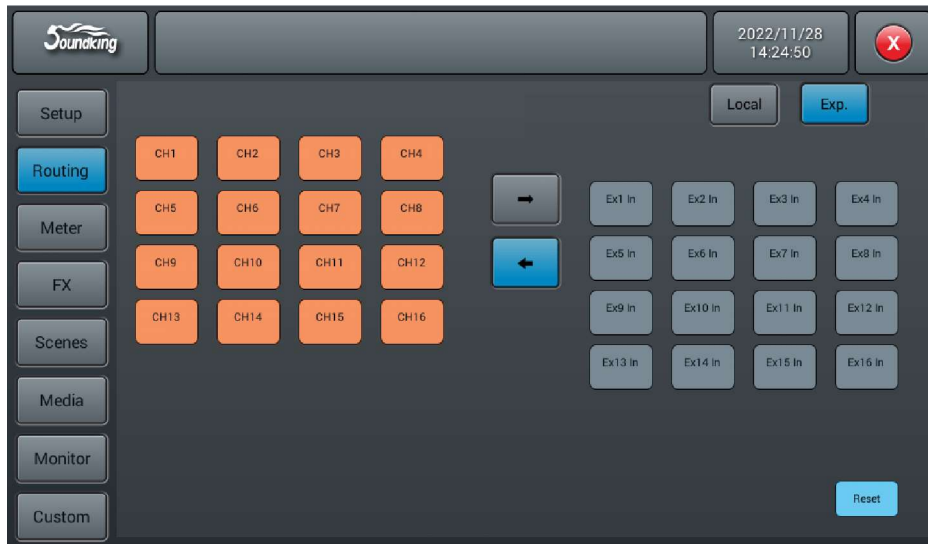 Soundking
2022/11/28
14:24:50
X
Local Exp.
Setup
Routing
Meter
FX
Scenes
Media
Monitor
Custom
CH1 CH2 CH3 CH4
CH5 CH6 CH7 CH8
CH9 CH10 CH11 CH12
CH13 CH14 CH15 CH16
Ex1 In Ex2 In Ex3 In Ex4 In
Ex5 In Ex6 In Ex7 In Ex8 In
Ex9 In Ex10 In Ex11 In Ex12 In
Ex13 In Ex14 In Ex15 In Ex16 In
Reset